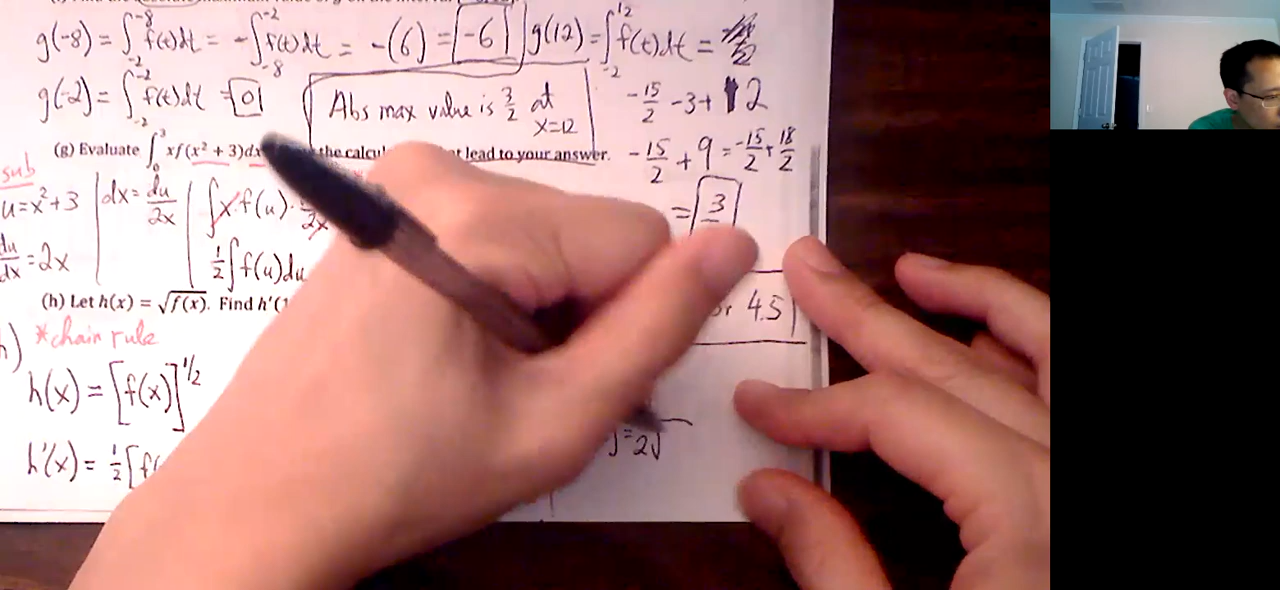 g(-8) = ∫_{-2}^{-8} f(t)dt = -∫_{-8}^{-2} f(t)dt = -(6) = -6
g(12) = ∫_{-2}^{12} f(t)dt =
g(-2) = ∫_{-2}^{-2} f(t)dt = 0
Abs max value is 3/2 at
x=12
-15/2 - 3 + 12
-15/2 + 9 = -15/2 + 18/2
= 3
(g) Evaluate ∫_0^3 xf(x² + 3)dx
the calcul
t lead to your answer.
sub
u = x²+3
dx = du/2x
∫x·f(u)·
2x
du/dx = 2x
1/2 ∫f(u)du
or 4.5
(h) Let h(x) = √f(x). Find h′(1
h)
*chain rule
h(x) = [f(x)]^{1/2}
h'(x) = 1/2 [f(
= 2√